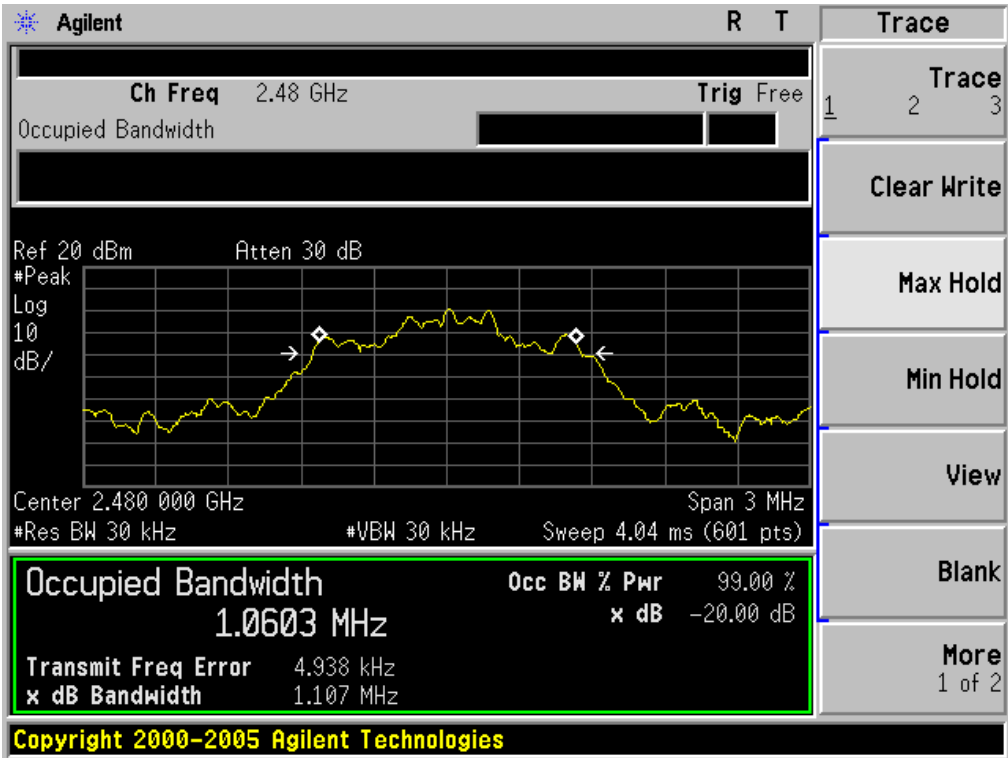 Agilent
R T
Ch Freq 2.48 GHz
Trig Free
Occupied Bandwidth
Ref 20 dBm
Atten 30 dB
#Peak
Log
10
dB/
Center 2.480 000 GHz
Span 3 MHz
#Res BW 30 kHz
#VBW 30 kHz
Sweep 4.04 ms (601 pts)
Occupied Bandwidth
1.0603 MHz
Occ BW % Pwr 99.00 %
x dB -20.00 dB
Transmit Freq Error 4.938 kHz
x dB Bandwidth 1.107 MHz
Copyright 2000-2005 Agilent Technologies
Trace
Trace
1 2 3
Clear Write
Max Hold
Min Hold
View
Blank
More
1 of 2